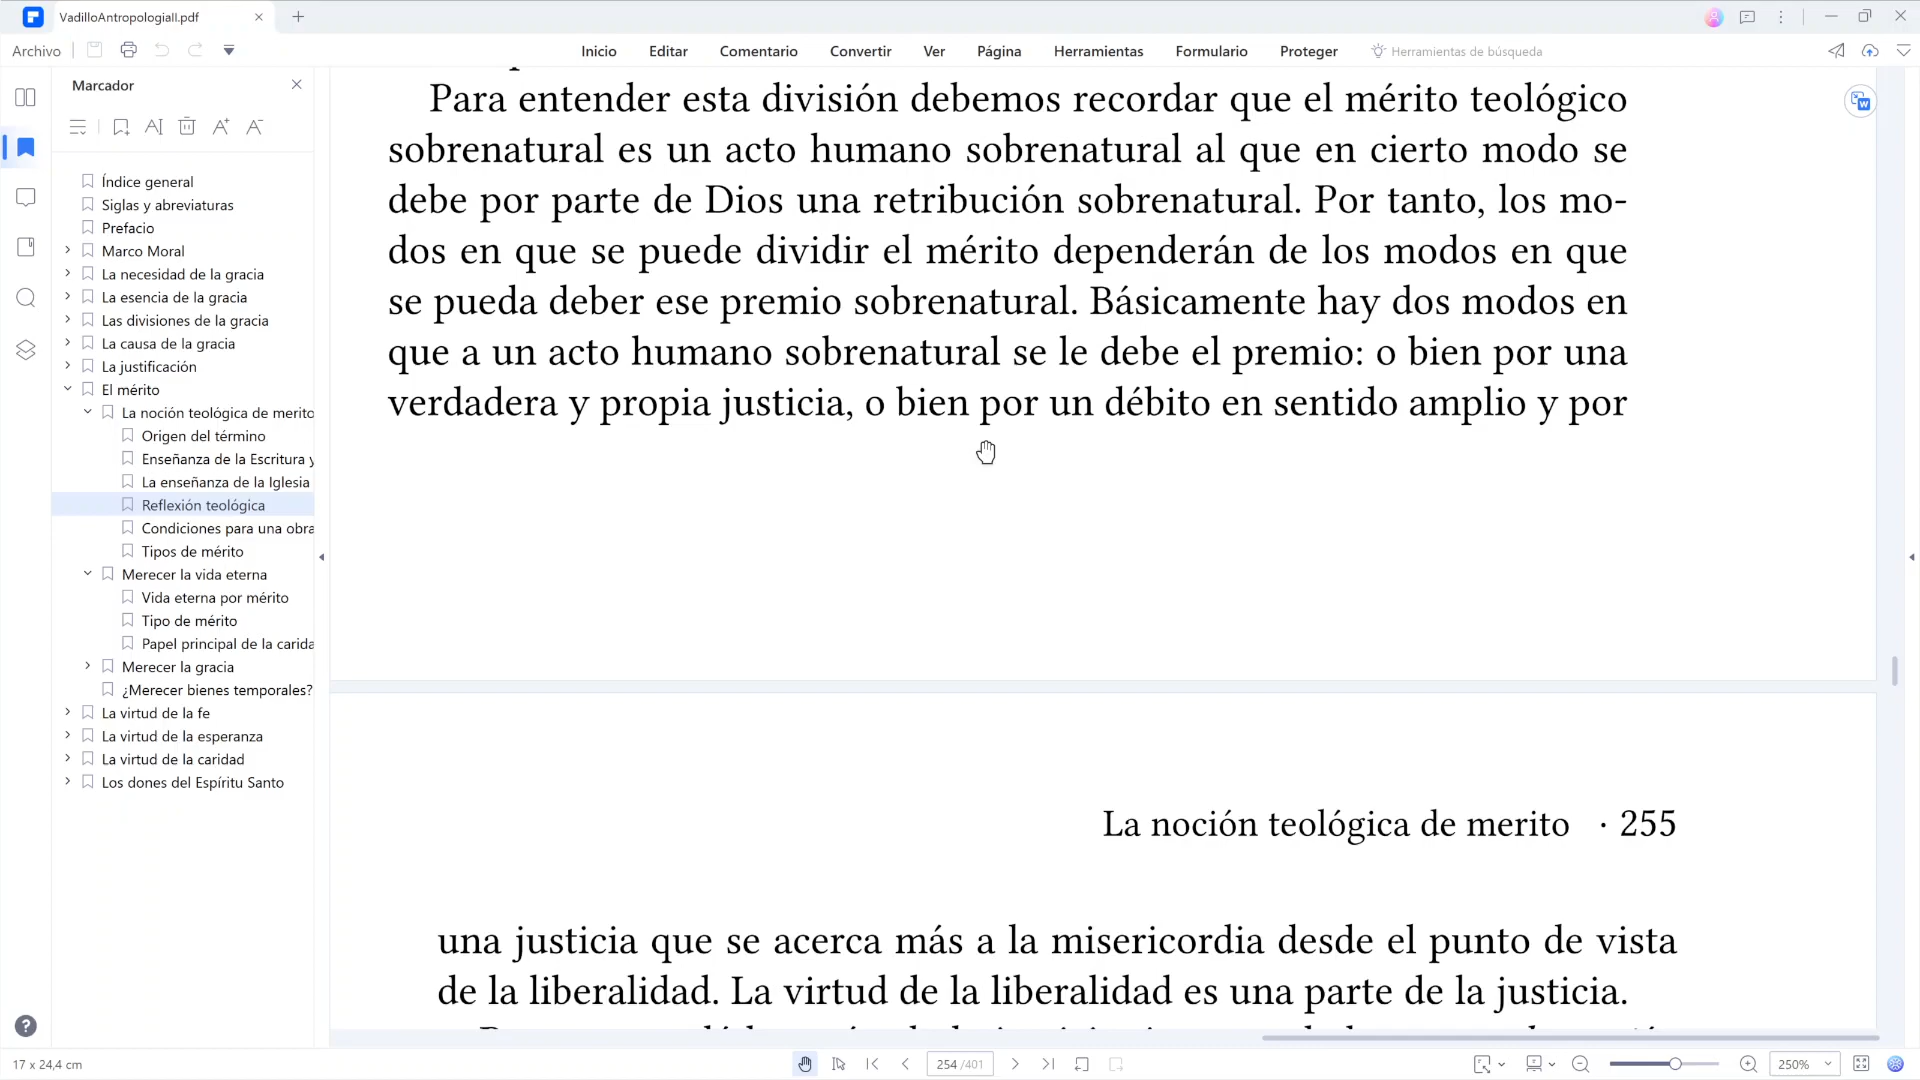 VadilloAntropologiaII.pdf
Archivo
Inicio
Editar
Comentario
Convertir
Ver
Página
Herramientas
Formulario
Proteger
Herramientas de búsqueda
Marcador
Índice general
Siglas y abreviaturas
Prefacio
Marco Moral
La necesidad de la gracia
La esencia de la gracia
Las divisiones de la gracia
La causa de la gracia
La justificación
El mérito
La noción teológica de merito
Origen del término
Enseñanza de la Escritura y
La enseñanza de la Iglesia
Reflexión teológica
Condiciones para una obra
Tipos de mérito
Merecer la vida eterna
Vida eterna por mérito
Tipo de mérito
Papel principal de la carida
Merecer la gracia
¿Merecer bienes temporales?
La virtud de la fe
La virtud de la esperanza
La virtud de la caridad
Los dones del Espíritu Santo
Para entender esta división debemos recordar que el mérito teológico
sobrenatural es un acto humano sobrenatural al que en cierto modo se
debe por parte de Dios una retribución sobrenatural. Por tanto, los mo-
dos en que se puede dividir el mérito dependerán de los modos en que
se pueda deber ese premio sobrenatural. Básicamente hay dos modos en
que a un acto humano sobrenatural se le debe el premio: o bien por una
verdadera y propia justicia, o bien por un débito en sentido amplio y por
La noción teológica de merito · 255
una justicia que se acerca más a la misericordia desde el punto de vista
de la liberalidad. La virtud de la liberalidad es una parte de la justicia.
17 x 24,4 cm
254 /401
250%